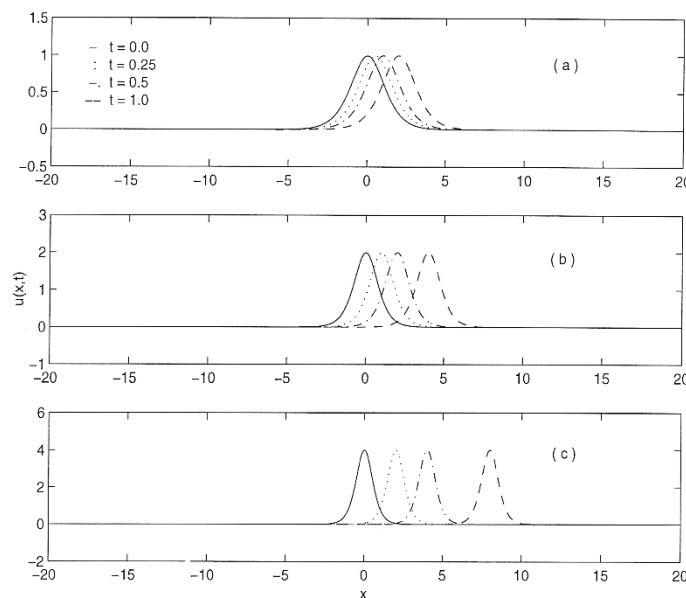 1.5
– t = 0.0
: t = 0.25
1
-. t = 0.5
( a )
-- t = 1.0
0.5
0
−0.5
−20 −15 −10 −5 0 5 10 15 20
3
2
( b )
u(x,t)
1
0
−1
−20 −15 −10 −5 0 5 10 15 20
6
4
( c )
2
0
−2
−20 −15 −10 −5 0 5 10 15 20
x